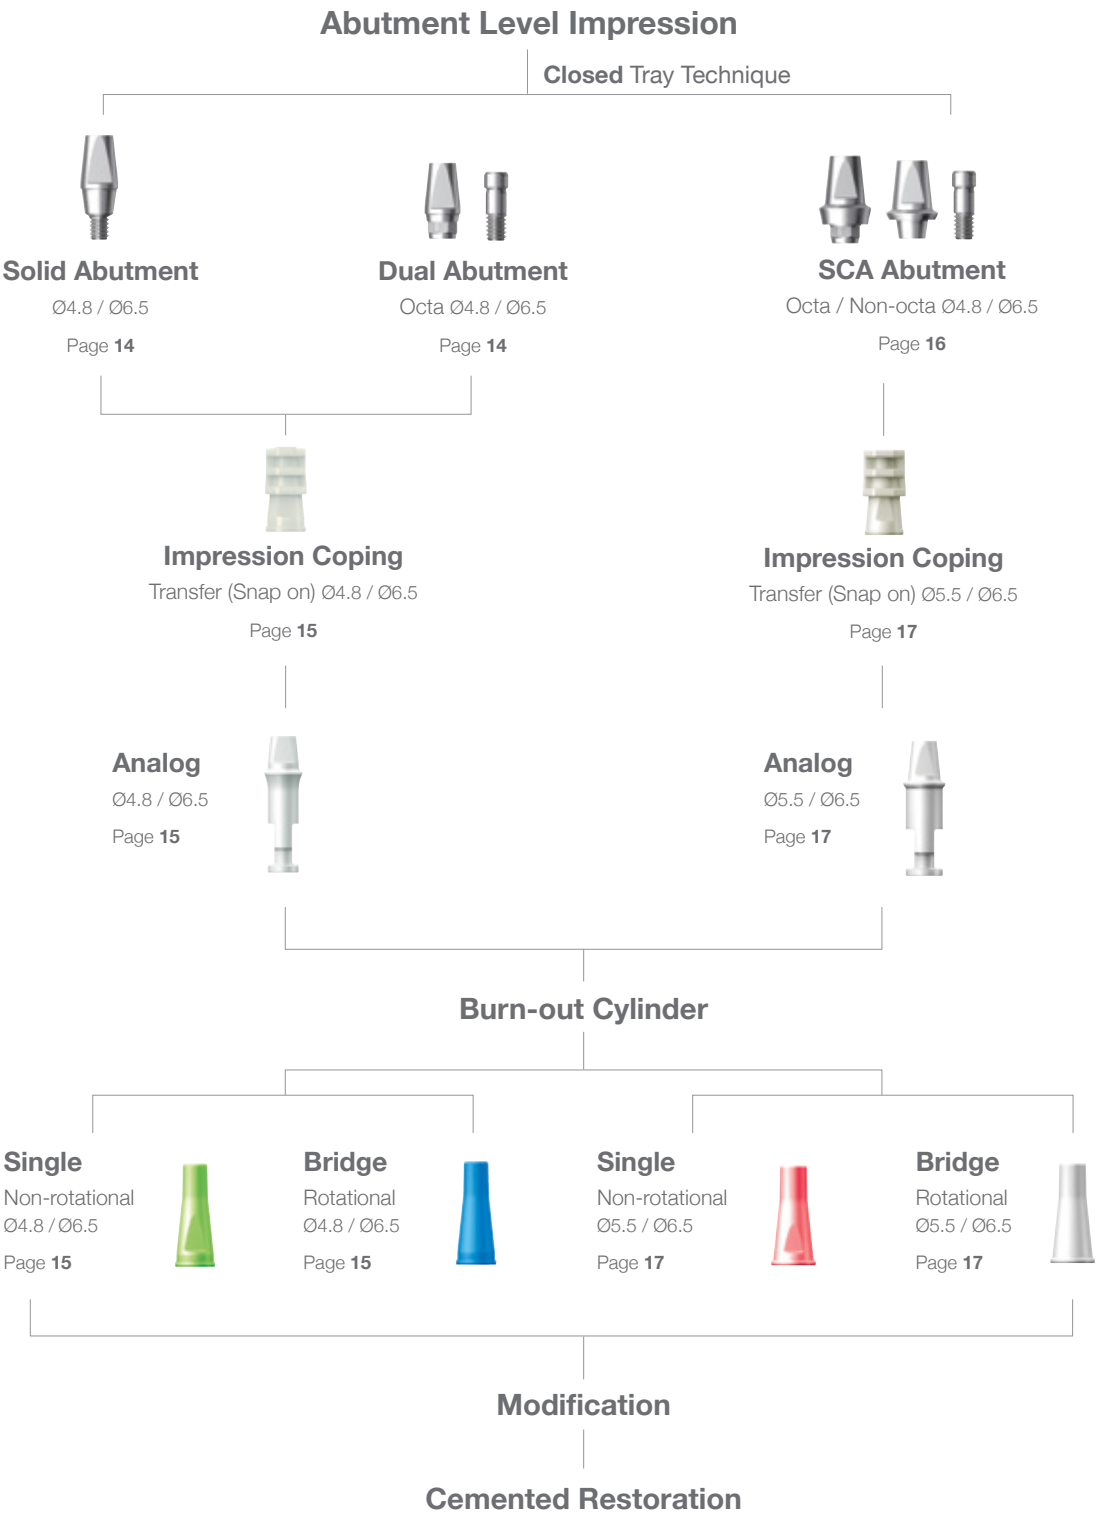 Abutment Level Impression
Closed Tray Technique
Solid Abutment
Ø4.8 / Ø6.5
Page 14
Dual Abutment
Octa Ø4.8 / Ø6.5
Page 14
SCA Abutment
Octa / Non-octa Ø4.8 / Ø6.5
Page 16
Impression Coping
Transfer (Snap on) Ø4.8 / Ø6.5
Page 15
Impression Coping
Transfer (Snap on) Ø5.5 / Ø6.5
Page 17
Analog
Ø4.8 / Ø6.5
Page 15
Analog
Ø5.5 / Ø6.5
Page 17
Burn-out Cylinder
Single
Non-rotational
Ø4.8 / Ø6.5
Page 15
Bridge
Rotational
Ø4.8 / Ø6.5
Page 15
Single
Non-rotational
Ø5.5 / Ø6.5
Page 17
Bridge
Rotational
Ø5.5 / Ø6.5
Page 17
Modification
Cemented Restoration